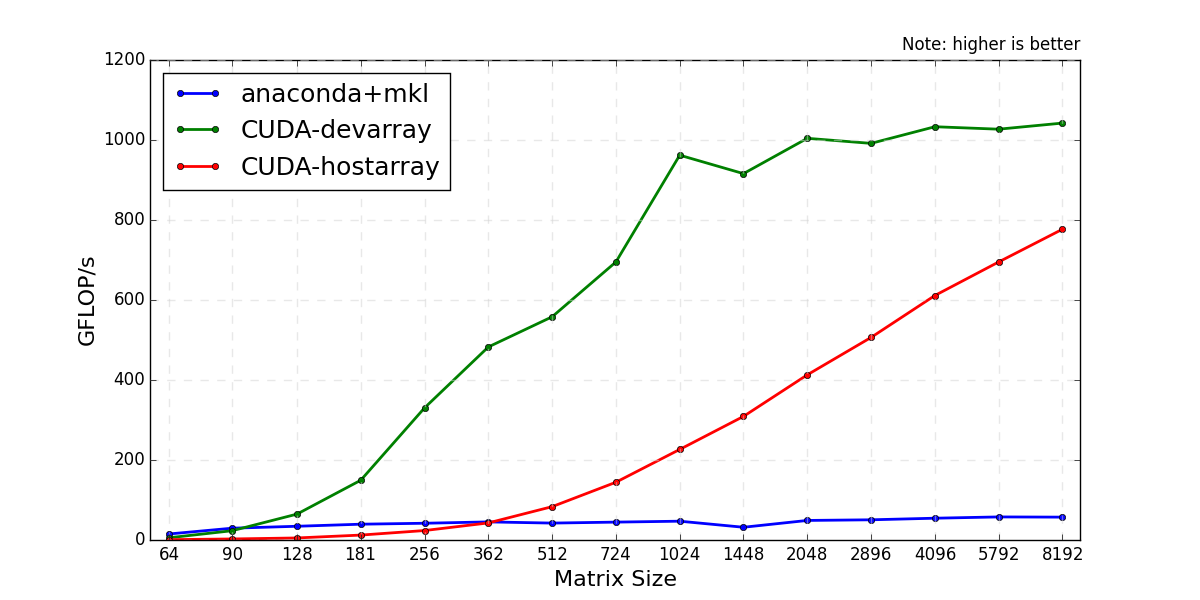 Note: higher is better
1200
1000
800
600
400
200
0
GFLOP/s
anaconda+mkl
CUDA-devarray
CUDA-hostarray
64 90 128 181 256 362 512 724 1024 1448 2048 2896 4096 5792 8192
Matrix Size